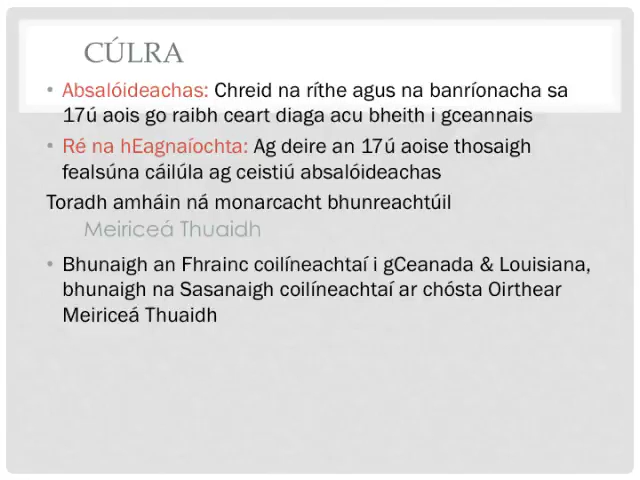 CÚLRA
• Absalóideachas: Chreid na ríthe agus na banríonacha sa
17ú aois go raibh ceart diaga acu bheith i gceannais
• Ré na hEagnaíochta: Ag deire an 17ú aoise thosaigh
fealsúna cáilúla ag ceistiú absalóideachas
Toradh amháin ná monarcacht bhunreachtúil
Meiriceá Thuaidh
• Bhunaigh an Fhrainc coilíneachtaí i gCeanada & Louisiana,
bhunaigh na Sasanaigh coilíneachtaí ar chósta Oirthear
Meiriceá Thuaidh